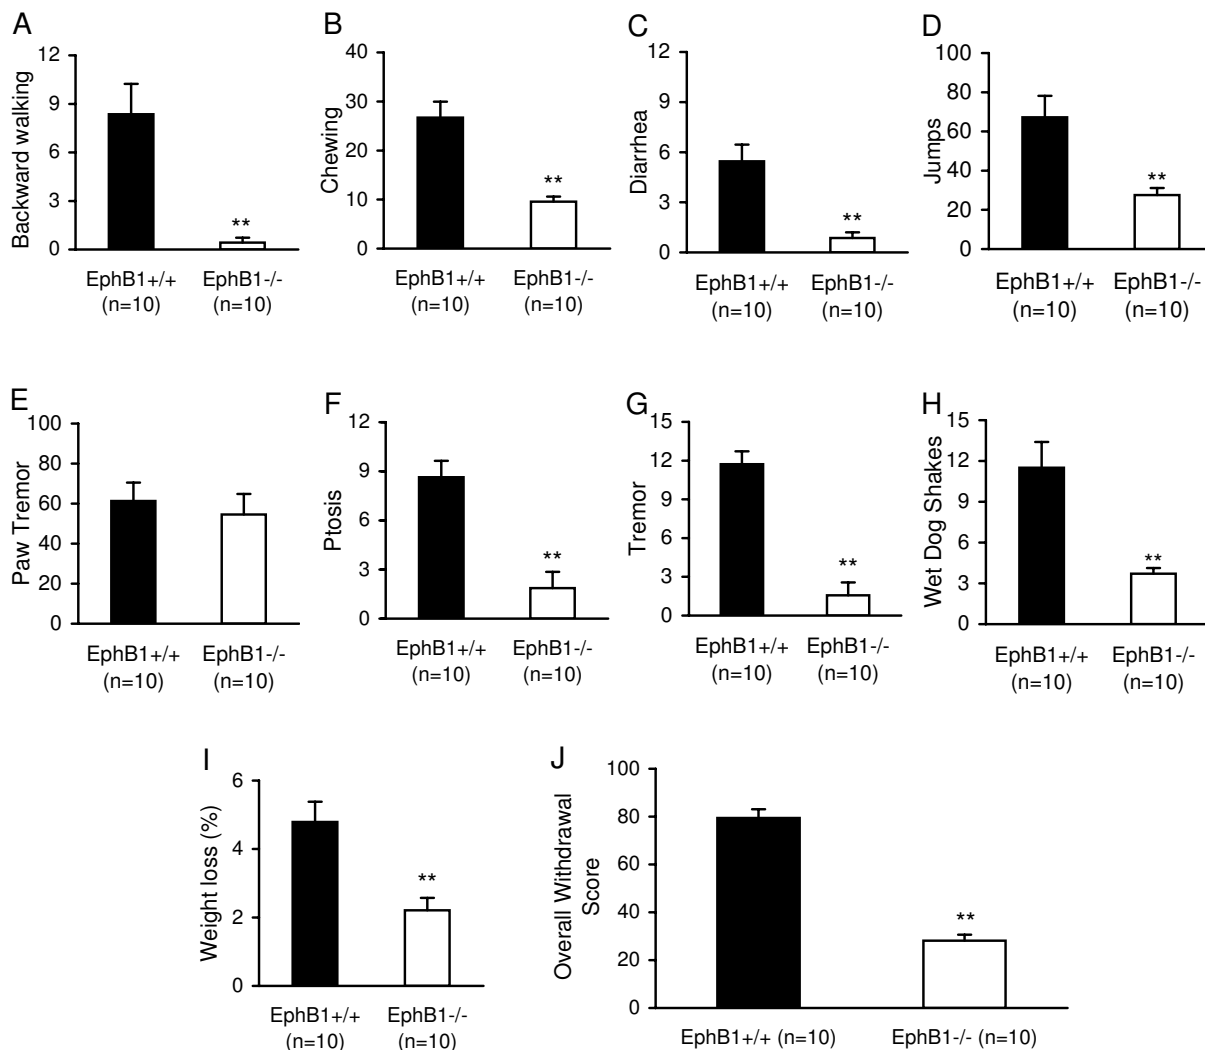 A
Backward walking
12
9
6
3
0
**
EphB1+/+
(n=10)
EphB1-/-
(n=10)
B
Chewing
40
30
20
10
0
**
EphB1+/+
(n=10)
EphB1-/-
(n=10)
C
Diarrhea
12
9
6
3
0
**
EphB1+/+
(n=10)
EphB1-/-
(n=10)
D
Jumps
100
80
60
40
20
0
**
EphB1+/+
(n=10)
EphB1-/-
(n=10)
E
Paw Tremor
100
80
60
40
20
0
EphB1+/+
(n=10)
EphB1-/-
(n=10)
F
Ptosis
12
9
6
3
0
**
EphB1+/+
(n=10)
EphB1-/-
(n=10)
G
Tremor
15
12
9
6
3
0
**
EphB1+/+
(n=10)
EphB1-/-
(n=10)
H
Wet Dog Shakes
15
12
9
6
3
0
**
EphB1+/+
(n=10)
EphB1-/-
(n=10)
I
Weight loss (%)
6
4
2
0
**
EphB1+/+
(n=10)
EphB1-/-
(n=10)
J
Overall Withdrawal
Score
100
80
60
40
20
0
**
EphB1+/+ (n=10)
EphB1-/- (n=10)